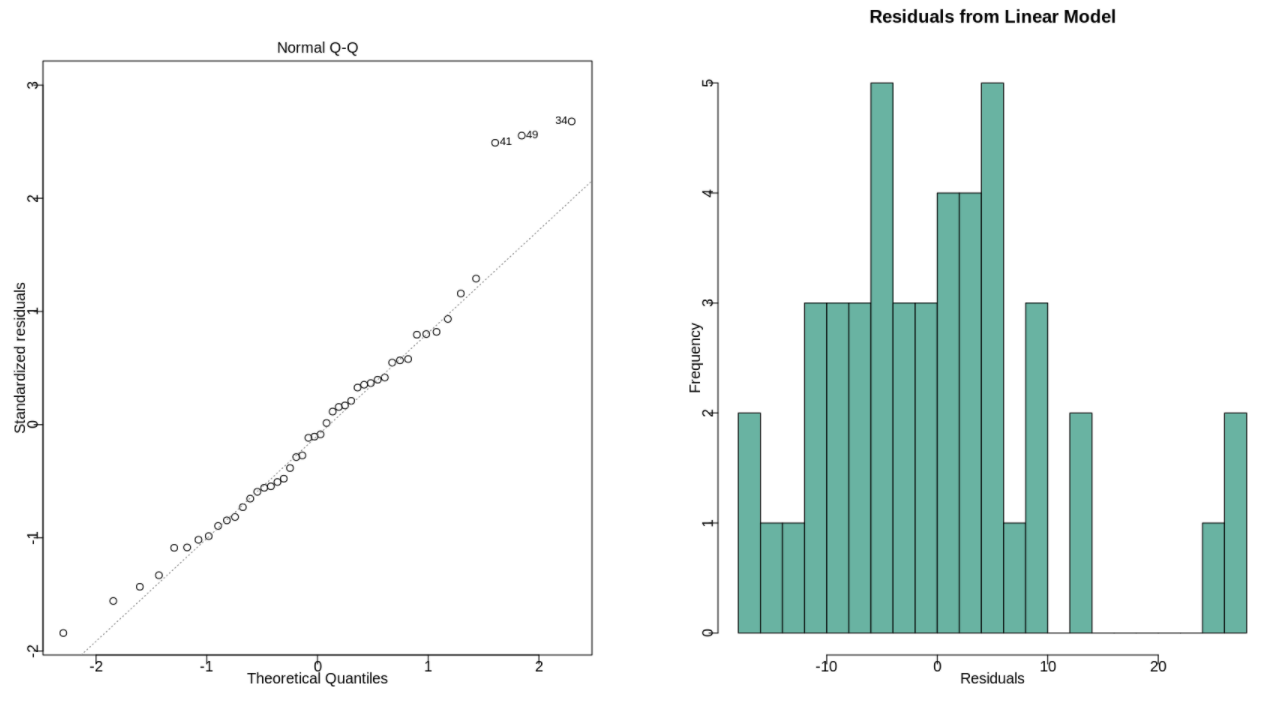 Normal Q-Q
3
2
1
0
-1
-2
Standardized residuals
34
41
49
-2 -1 0 1 2
Theoretical Quantiles
Residuals from Linear Model
5
4
3
2
1
0
Frequency
-10 0 10 20
Residuals